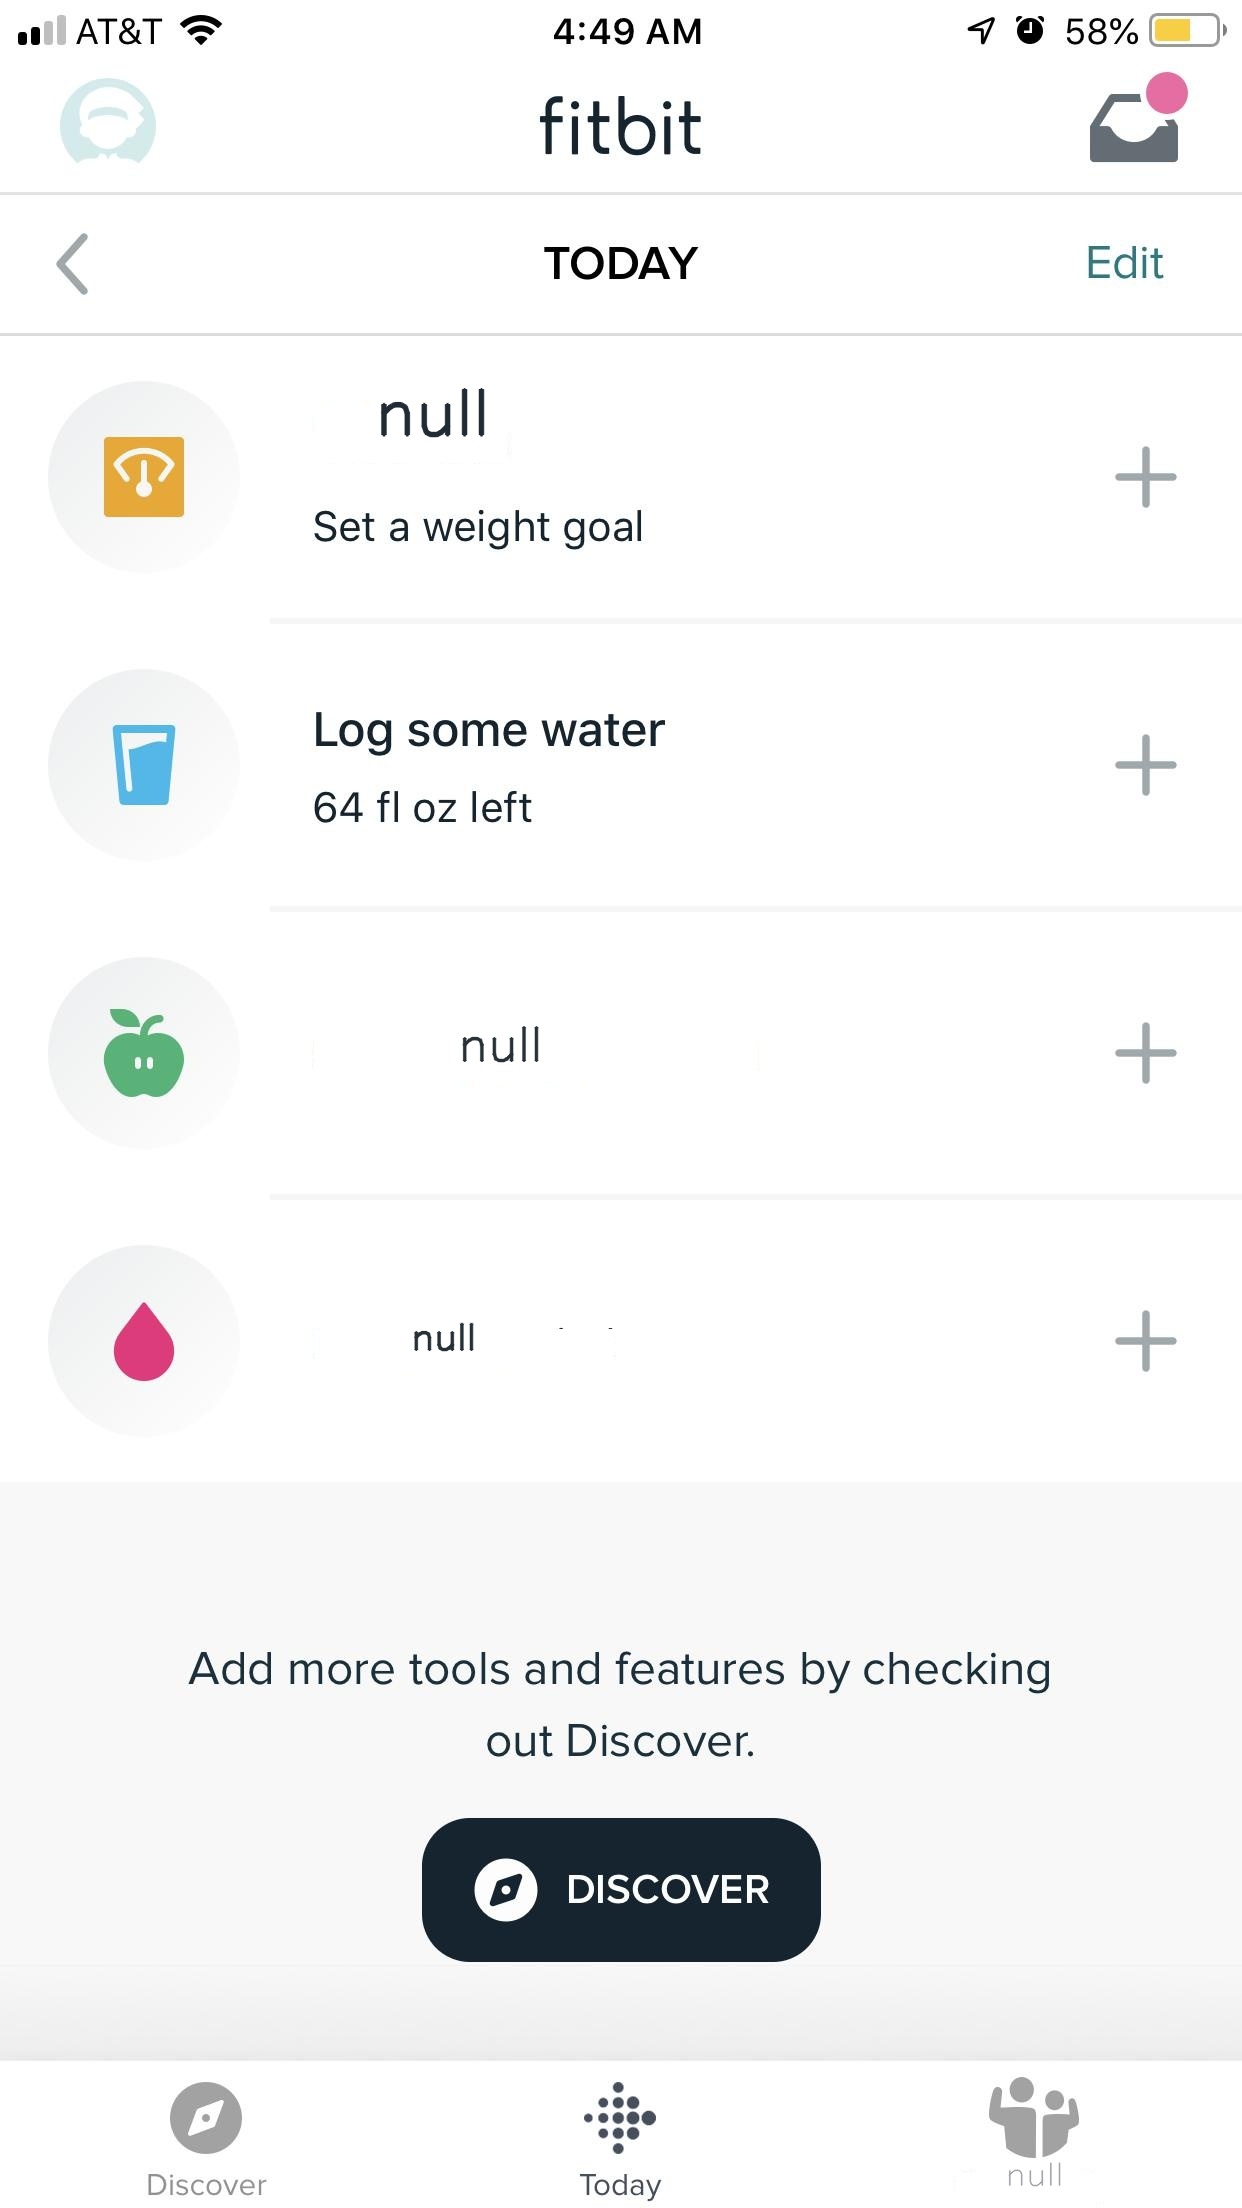 AT&T
4:49 AM
58%
fitbit
TODAY
Edit
null
Set a weight goal
Log some water
64 fl oz left
null
null
Add more tools and features by checking
out Discover.
DISCOVER
Discover
Today
null